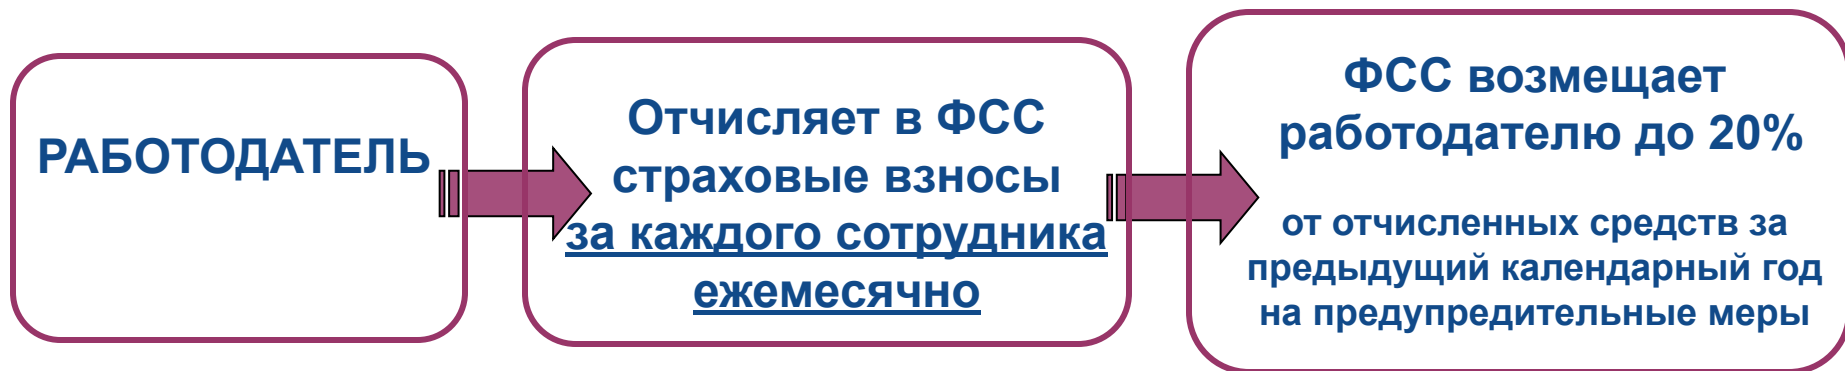 РАБОТОДАТЕЛЬ
Отчисляет в ФСС
страховые взносы
за каждого сотрудника
ежемесячно
ФСС возмещает
работодателю до 20%
от отчисленных средств за
предыдущий календарный год
на предупредительные меры